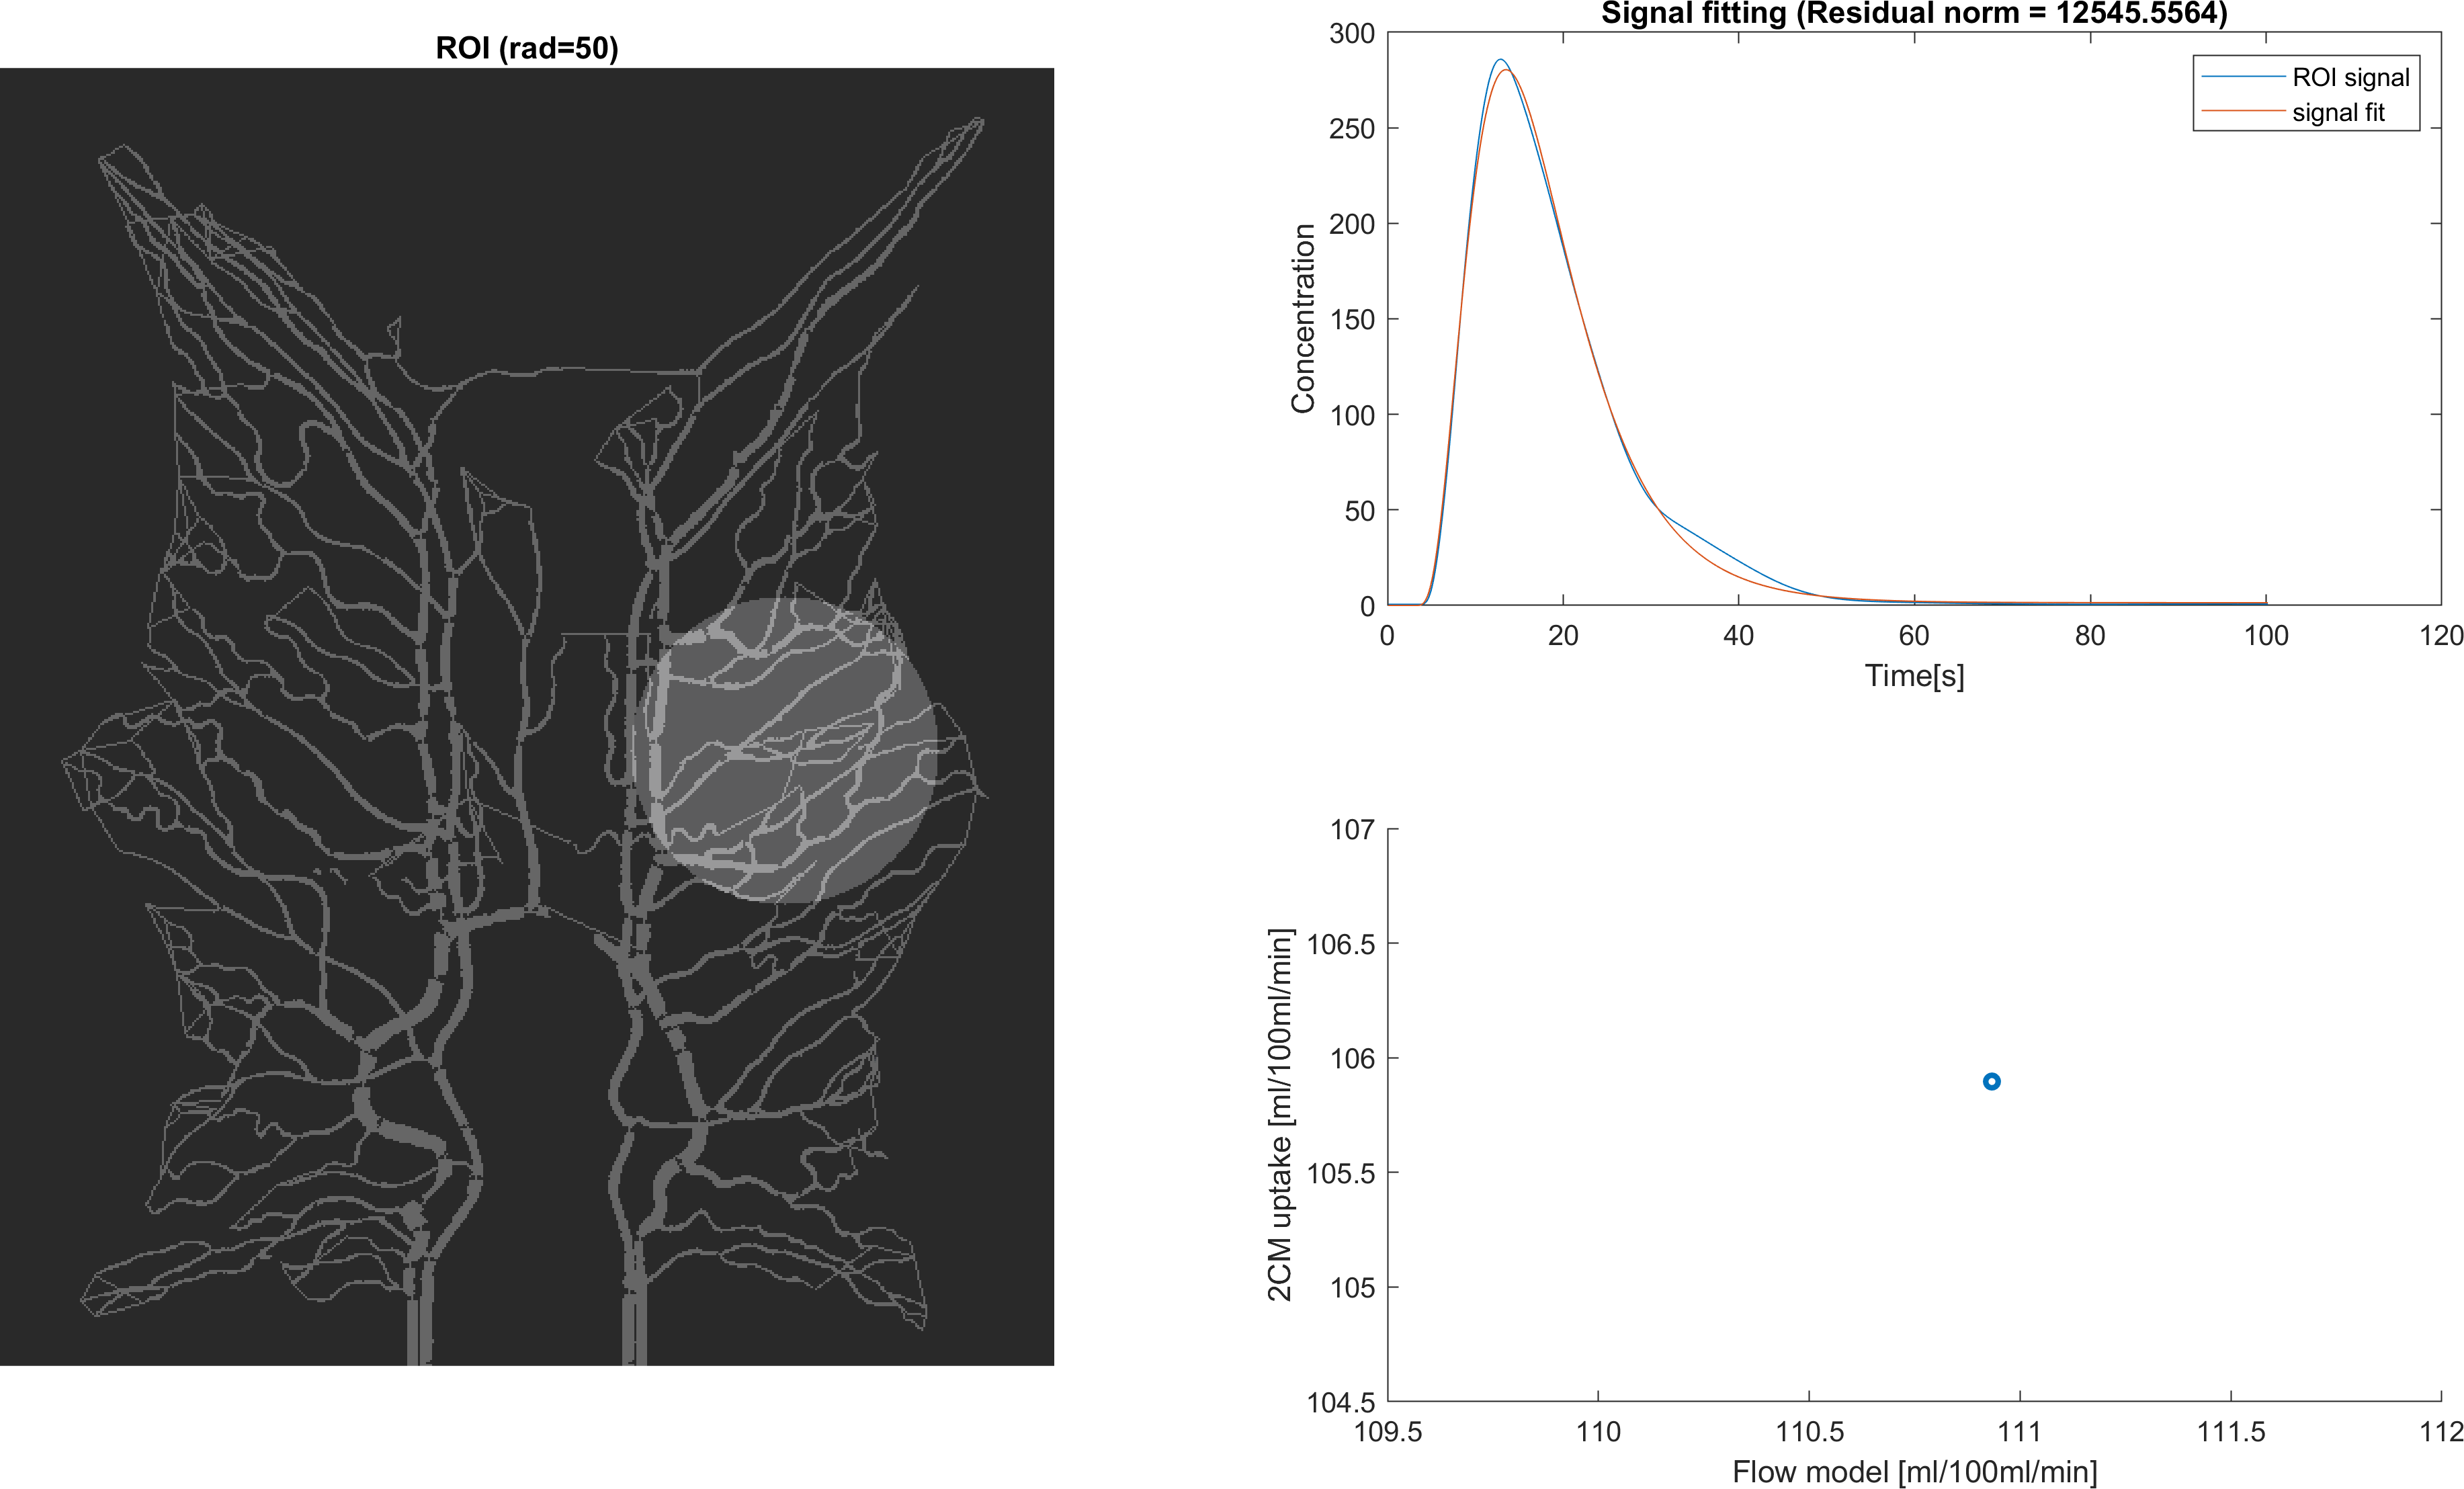 ROI (rad=50)
Signal fitting (Residual norm = 12545.5564)
300
250
200
150
100
50
0
Concentration
ROI signal
signal fit
0 20 40 60 80 100 120
Time[s]
107
106.5
106
105.5
105
104.5
2CM uptake [ml/100ml/min]
109.5 110 110.5 111 111.5 112
Flow model [ml/100ml/min]